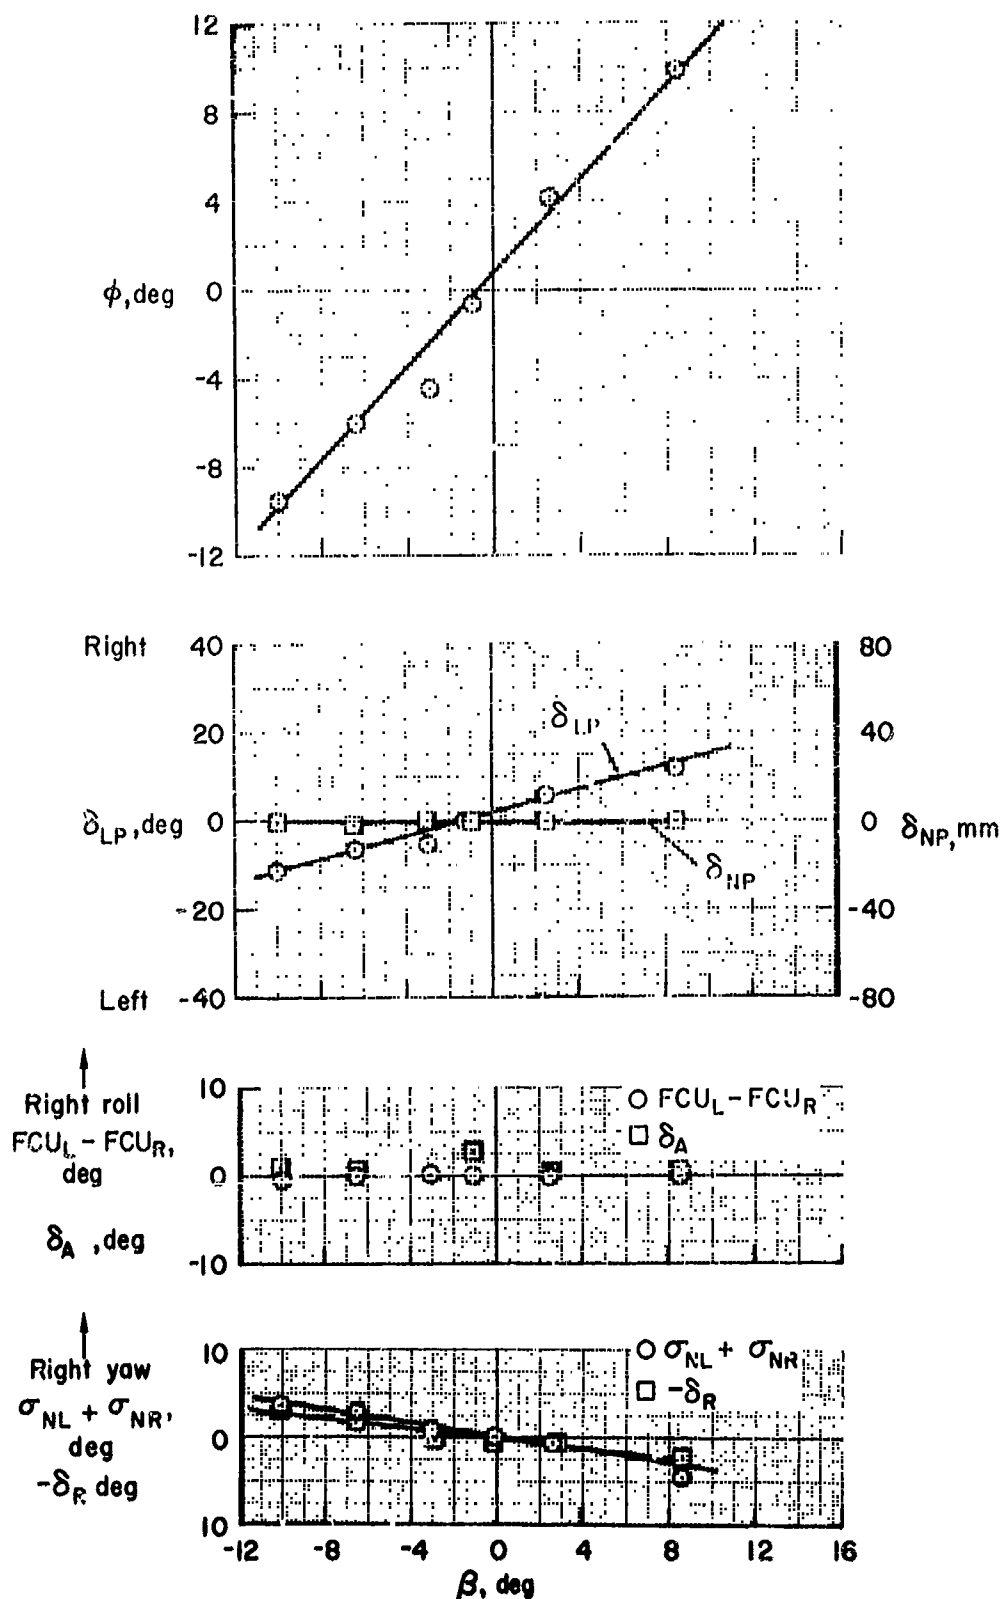 12
8
4
ϕ, deg 0
-4
-8
-12
Right 40 80
20 δLP 40
δLP, deg 0 0 δNP, mm
δNP
-20 -40
Left -40 -80
Right roll
FCUL – FCUR,
deg
δA , deg
10
0
-10
○ FCUL – FCUR
□ δA
Right yaw
σNL + σNR,
deg
-δR deg
10
0
10
○ σNL + σNR
□ -δR
-12 -8 -4 0 4 8 12 16
β, deg